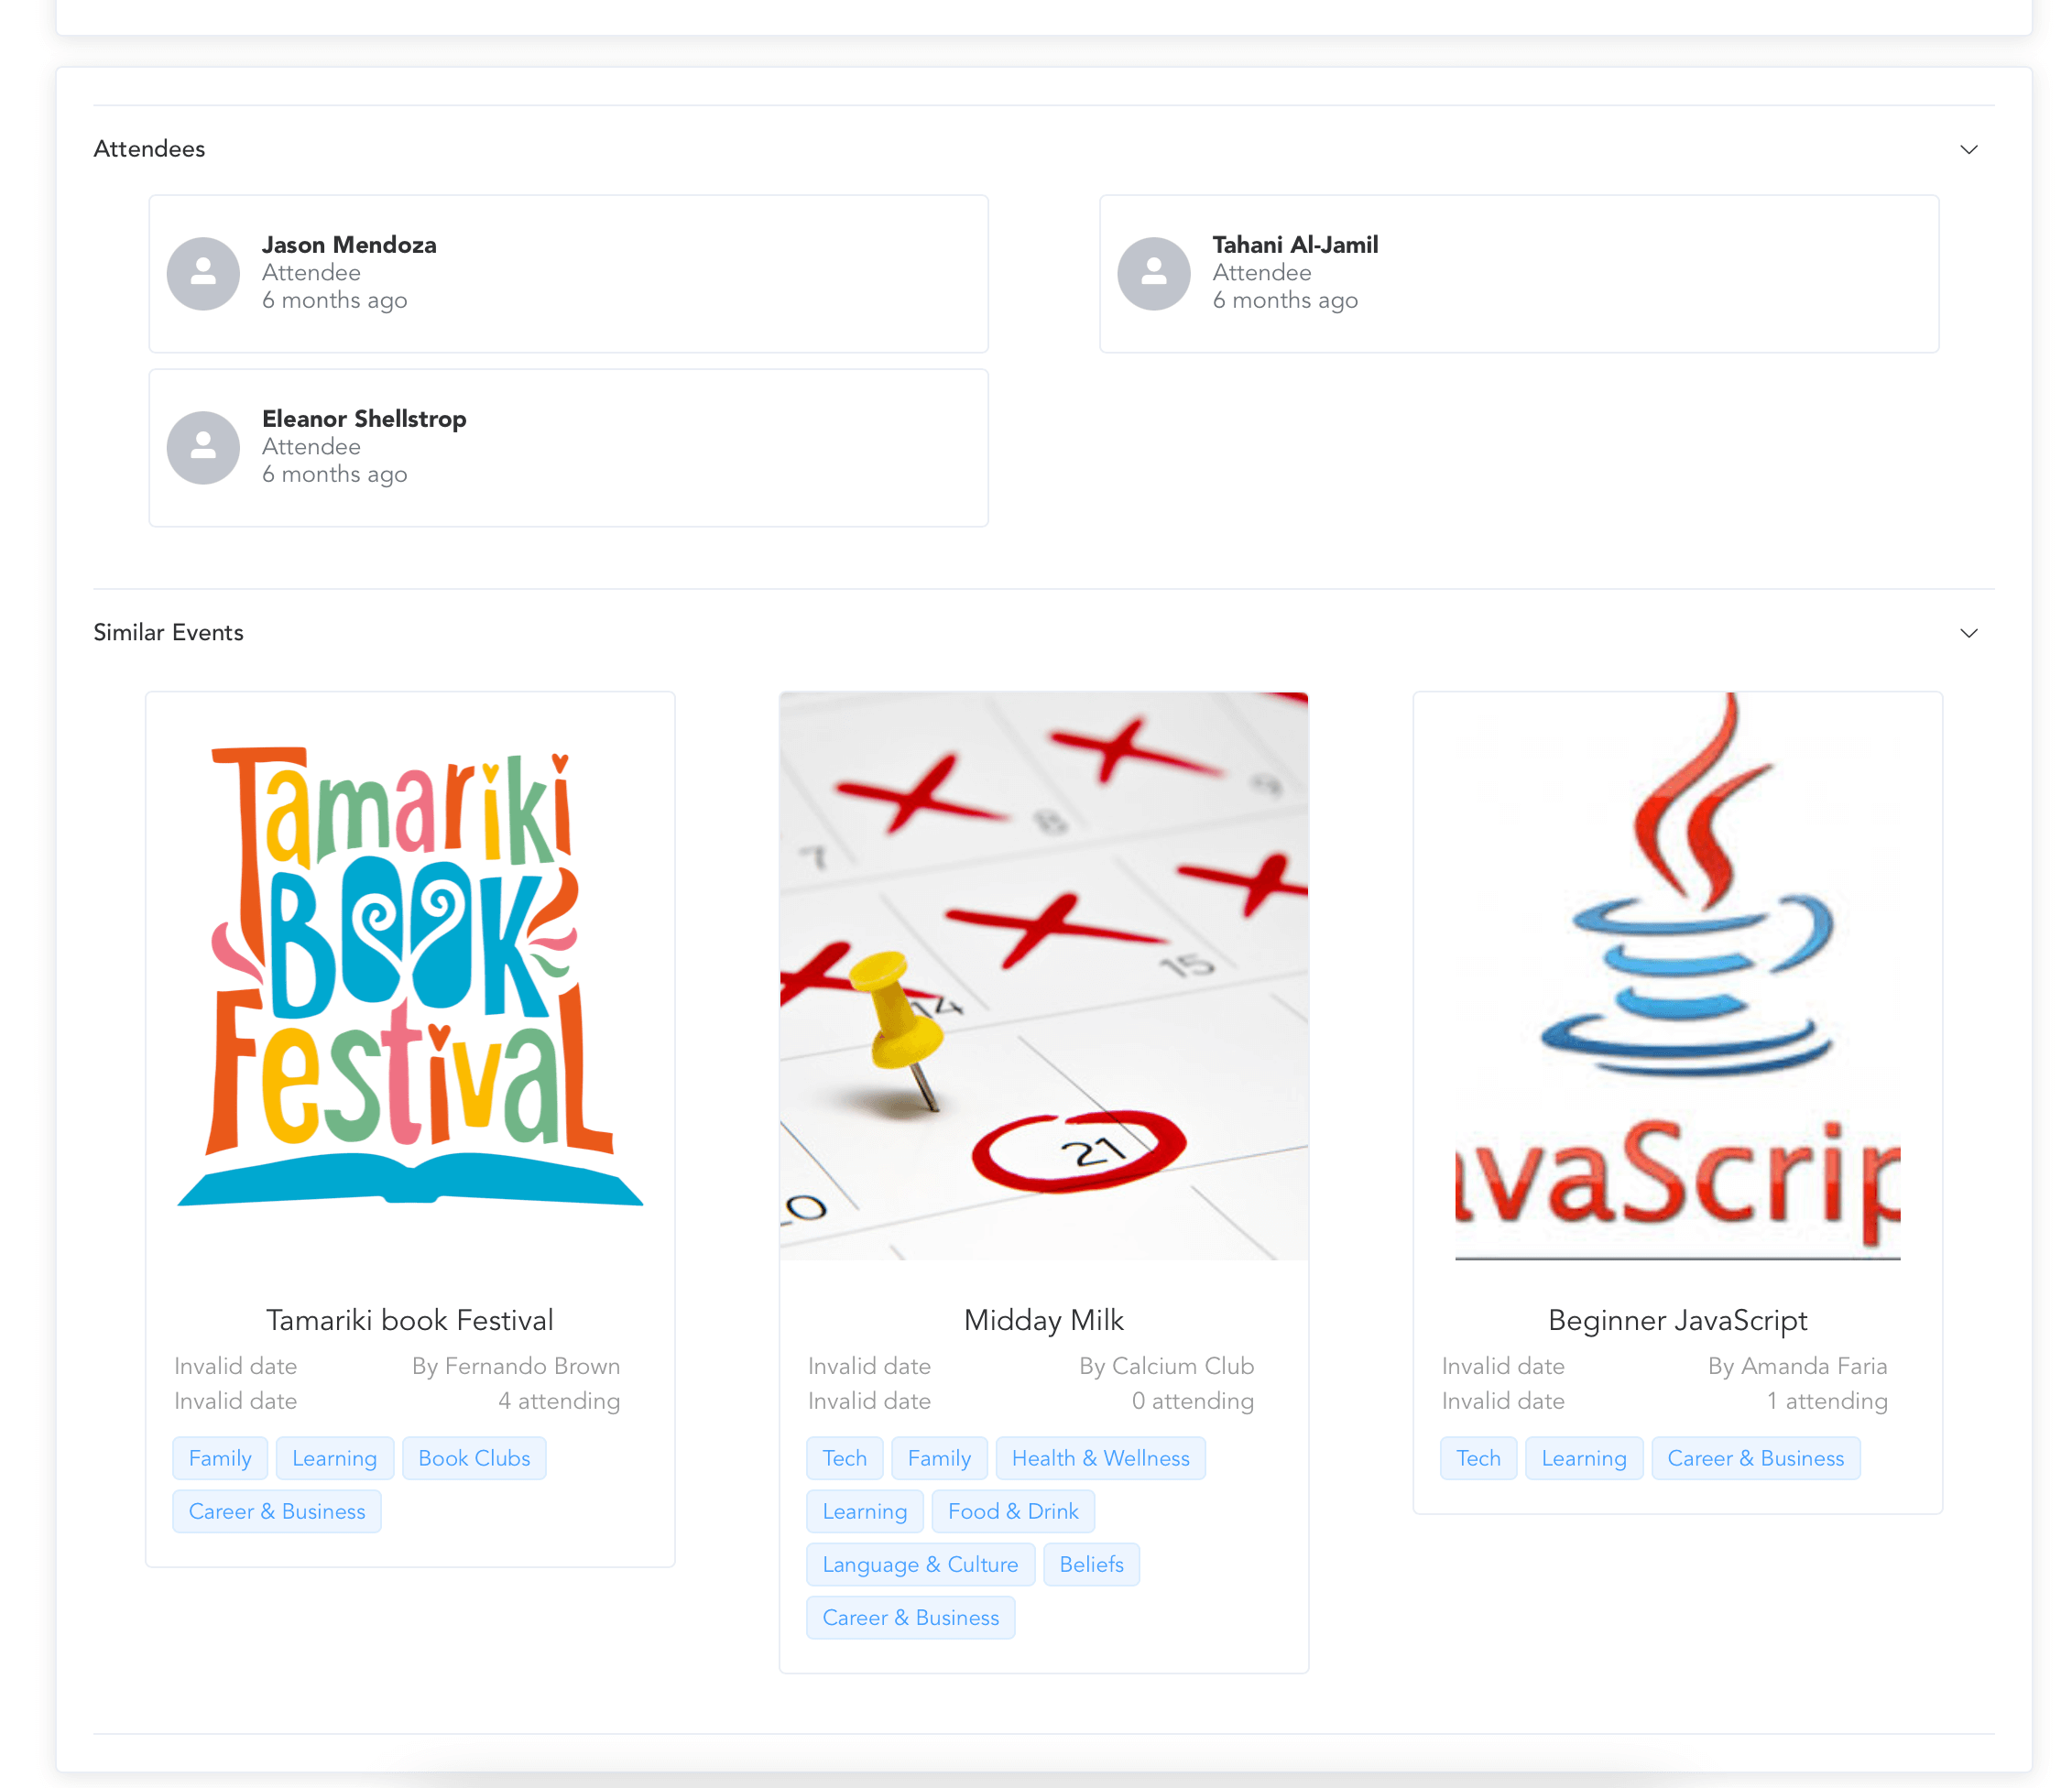 Attendees
Jason Mendoza
Attendee
6 months ago
Tahani Al-Jamil
Attendee
6 months ago
Eleanor Shellstrop
Attendee
6 months ago
Similar Events
Tamariki
BOOK
Festival
Tamariki book Festival
Invalid date
By Fernando Brown
Invalid date
4 attending
Family Learning Book Clubs
Career & Business
7 8 9
14 15
21
Midday Milk
Invalid date
By Calcium Club
Invalid date
0 attending
Tech Family Health & Wellness
Learning Food & Drink
Language & Culture Beliefs
Career & Business
avaScrip
Beginner JavaScript
Invalid date
By Amanda Faria
Invalid date
1 attending
Tech Learning Career & Business